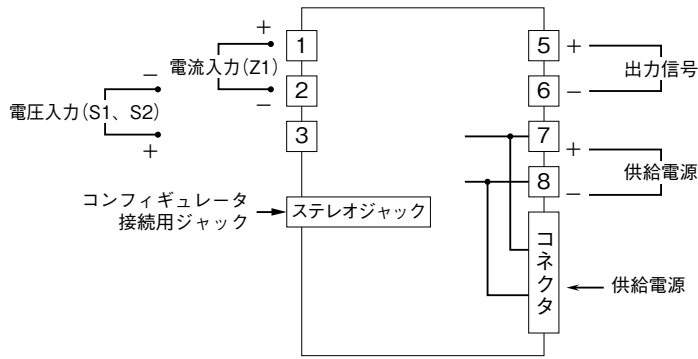 +
電流入力(Z1)
−
−
電圧入力(S1、S2)
+
1
2
3
コンフィギュレータ
接続用ジャック
ステレオジャック
5
+
出力信号
6
−
7
+
供給電源
8
−
コネクタ
供給電源